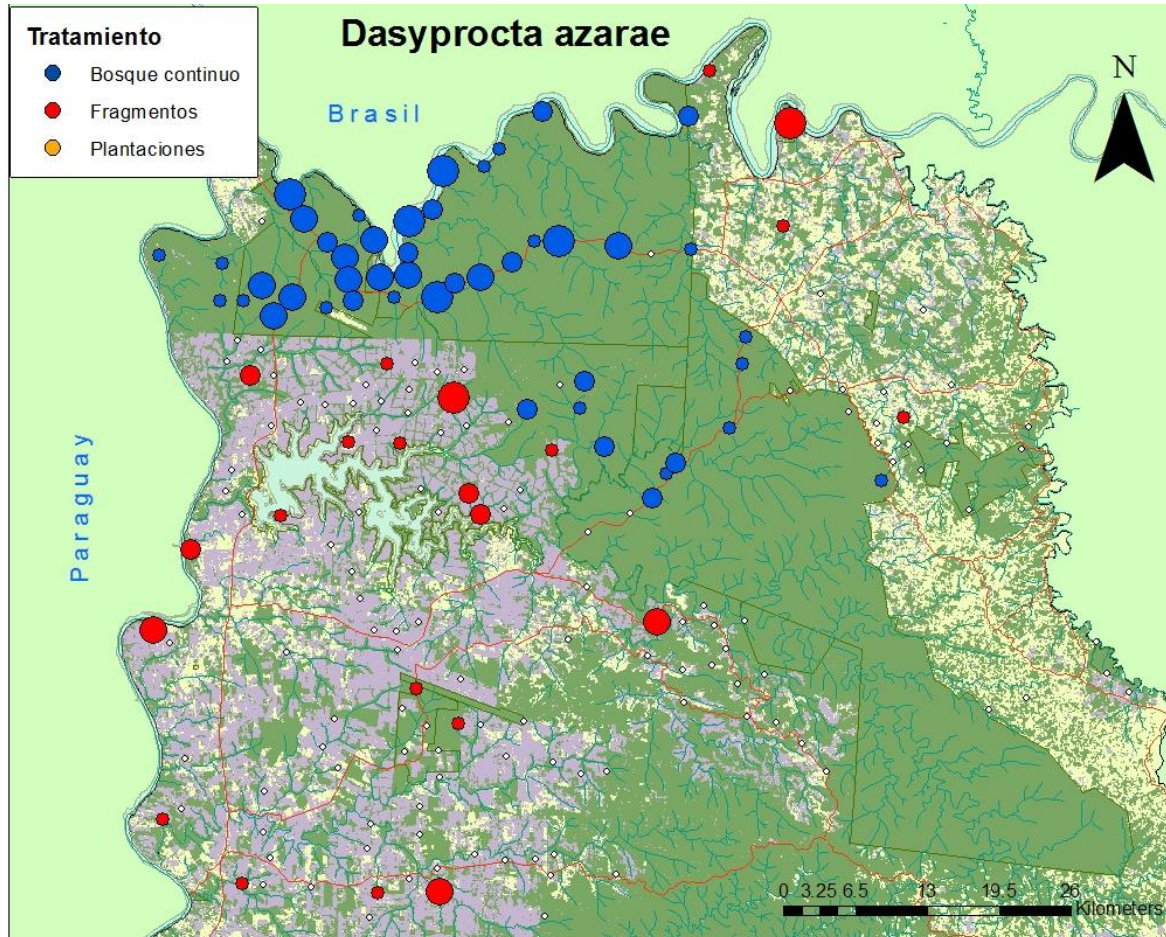 Dasyprocta azarae
Tratamiento
Bosque continuo
Fragmentos
Plantaciones
Brasil
N
Paraguay
0 3.25 6.5 13 19.5 26
Kilometers